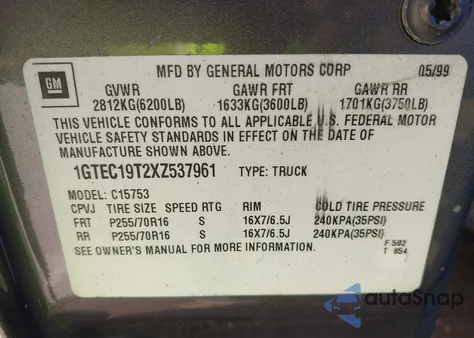 GM
MFD BY GENERAL MOTORS CORP 05/99
GVWR GAWR FRT GAWR RR
2812KG(6200LB) 1633KG(3600LB) 1701KG(3750LB)
THIS VEHICLE CONFORMS TO ALL APPLICABLE U.S. FEDERAL MOTOR
VEHICLE SAFETY STANDARDS IN EFFECT ON THE DATE OF
MANUFACTURE SHOWN ABOVE.
1GTEC19T2XZ537961 TYPE: TRUCK
MODEL: C15753
CPVJ TIRE SIZE SPEED RTG RIM COLD TIRE PRESSURE
FRT P255/70R16 S 16X7/6.5J 240KPA(35PSI)
RR P255/70R16 S 16X7/6.5J 240KPA(35PSI)
SEE OWNER'S MANUAL FOR MORE INFORMATION.
F 502
T 854
autoSnap